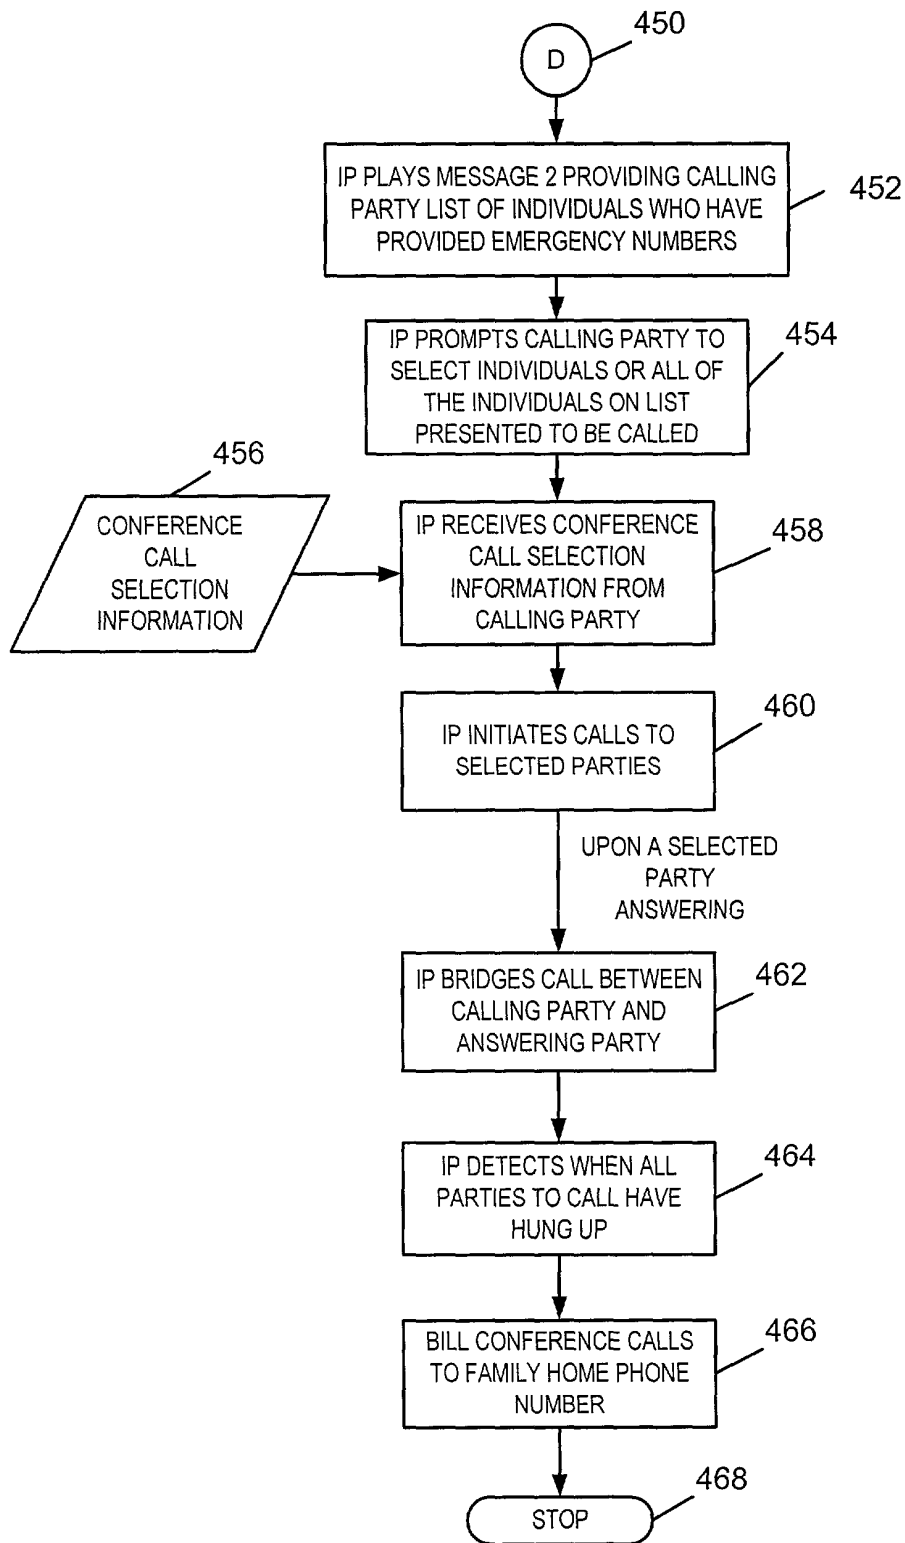 450
D
IP PLAYS MESSAGE 2 PROVIDING CALLING
PARTY LIST OF INDIVIDUALS WHO HAVE
PROVIDED EMERGENCY NUMBERS
452
IP PROMPTS CALLING PARTY TO
SELECT INDIVIDUALS OR ALL OF
THE INDIVIDUALS ON LIST
PRESENTED TO BE CALLED
454
456
CONFERENCE
CALL
SELECTION
INFORMATION
IP RECEIVES CONFERENCE
CALL SELECTION
INFORMATION FROM
CALLING PARTY
458
IP INITIATES CALLS TO
SELECTED PARTIES
460
UPON A SELECTED
PARTY
ANSWERING
IP BRIDGES CALL BETWEEN
CALLING PARTY AND
ANSWERING PARTY
462
IP DETECTS WHEN ALL
PARTIES TO CALL HAVE
HUNG UP
464
BILL CONFERENCE CALLS
TO FAMILY HOME PHONE
NUMBER
466
STOP
468